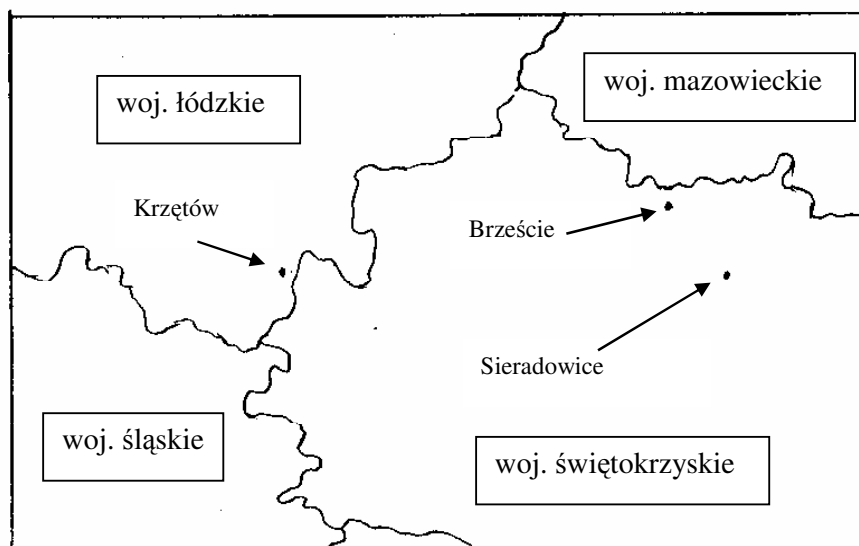 woj. łódzkie
woj. mazowieckie
Krzętów
Brzeście
Sieradowice
woj. śląskie
woj. świętokrzyskie